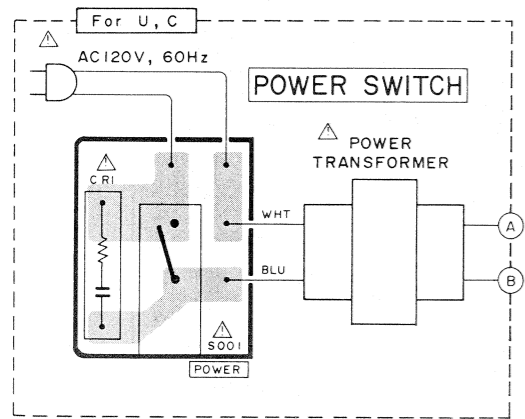 For U, C
AC120V, 60Hz
POWER SWITCH
POWER
TRANSFORMER
CR1
WHT
A
BLU
B
S001
POWER